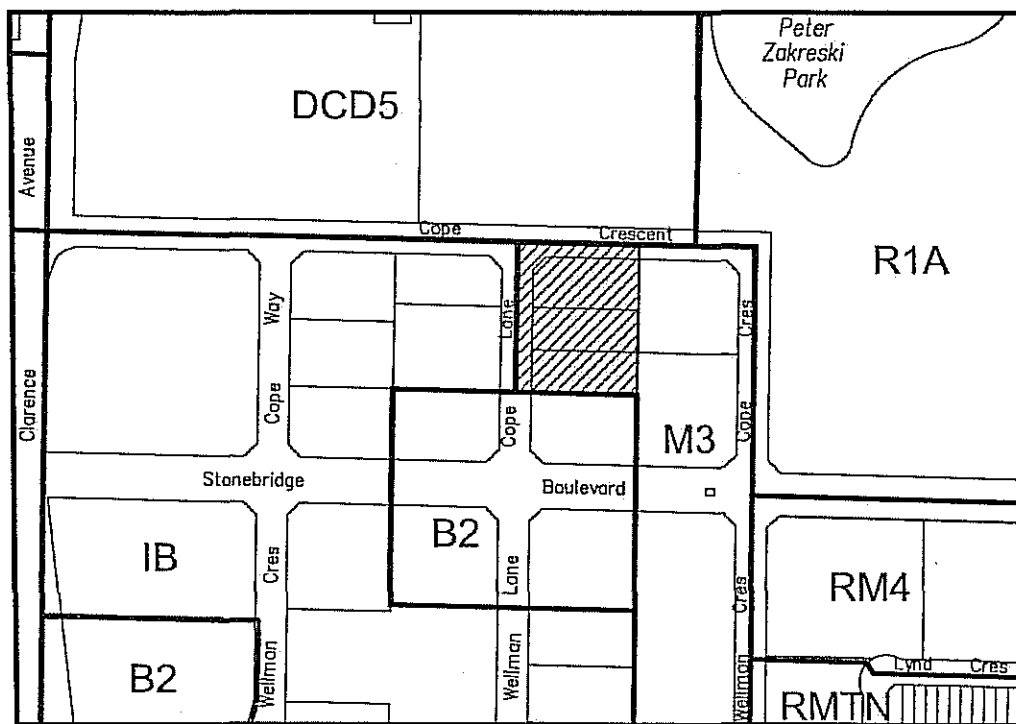 Peter
Zakreski
Park
DCD5
Avenue
Cope
Crescent
R1A
Way
Lane
Cres
Clarence
Cope
Cope
Cope
M3
Stonebridge
Boulevard
IB
Cres
B2
Lane
Cres
RM4
B2
Wellman
Wellman
Wellman
Lynd
Cres
RMTN